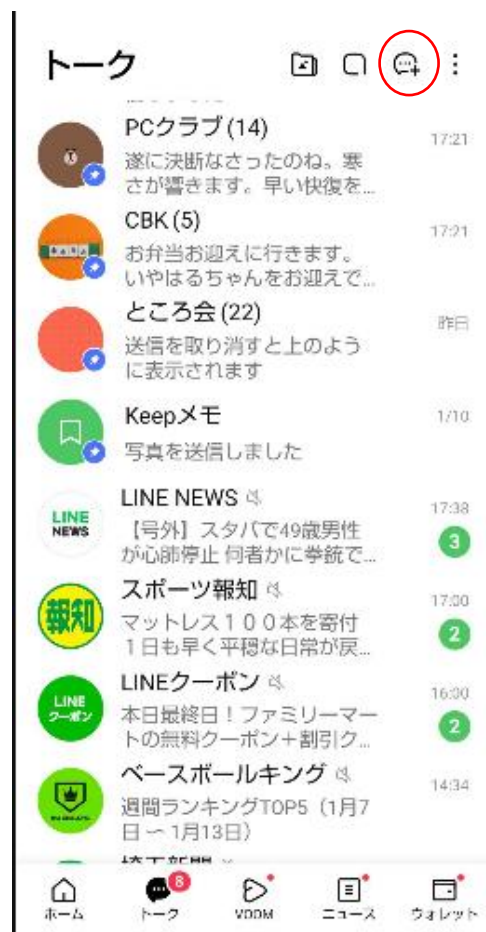 トーク
PCクラブ(14)
17:21
遂に決断なさったのね。寒
さが響きます。早い快復を...
CBK(5)
17:21
お弁当お迎えに行きます。
いやはるちゃんをお迎えで...
ところ会(22)
昨日
送信を取り消すと上のよう
に表示されます
Keepメモ
1/10
写真を送信しました
LINE
NEWS
LINE NEWS
17:38
【号外】スタバで49歳男性
が心肺停止 何者かに拳銃で...
3
報知
スポーツ報知
17:00
マットレス１００本を寄付
１日も早く平穏な日常が戻...
2
LINE
クーポン
LINEクーポン
16:00
本日最終日！ファミリーマー
トの無料クーポン＋割引ク...
2
ベースボールキング
14:34
週間ランキングTOP5（1月7
日〜1月13日）
8
ホーム
トーク
VOOM
ニュース
ウォレット